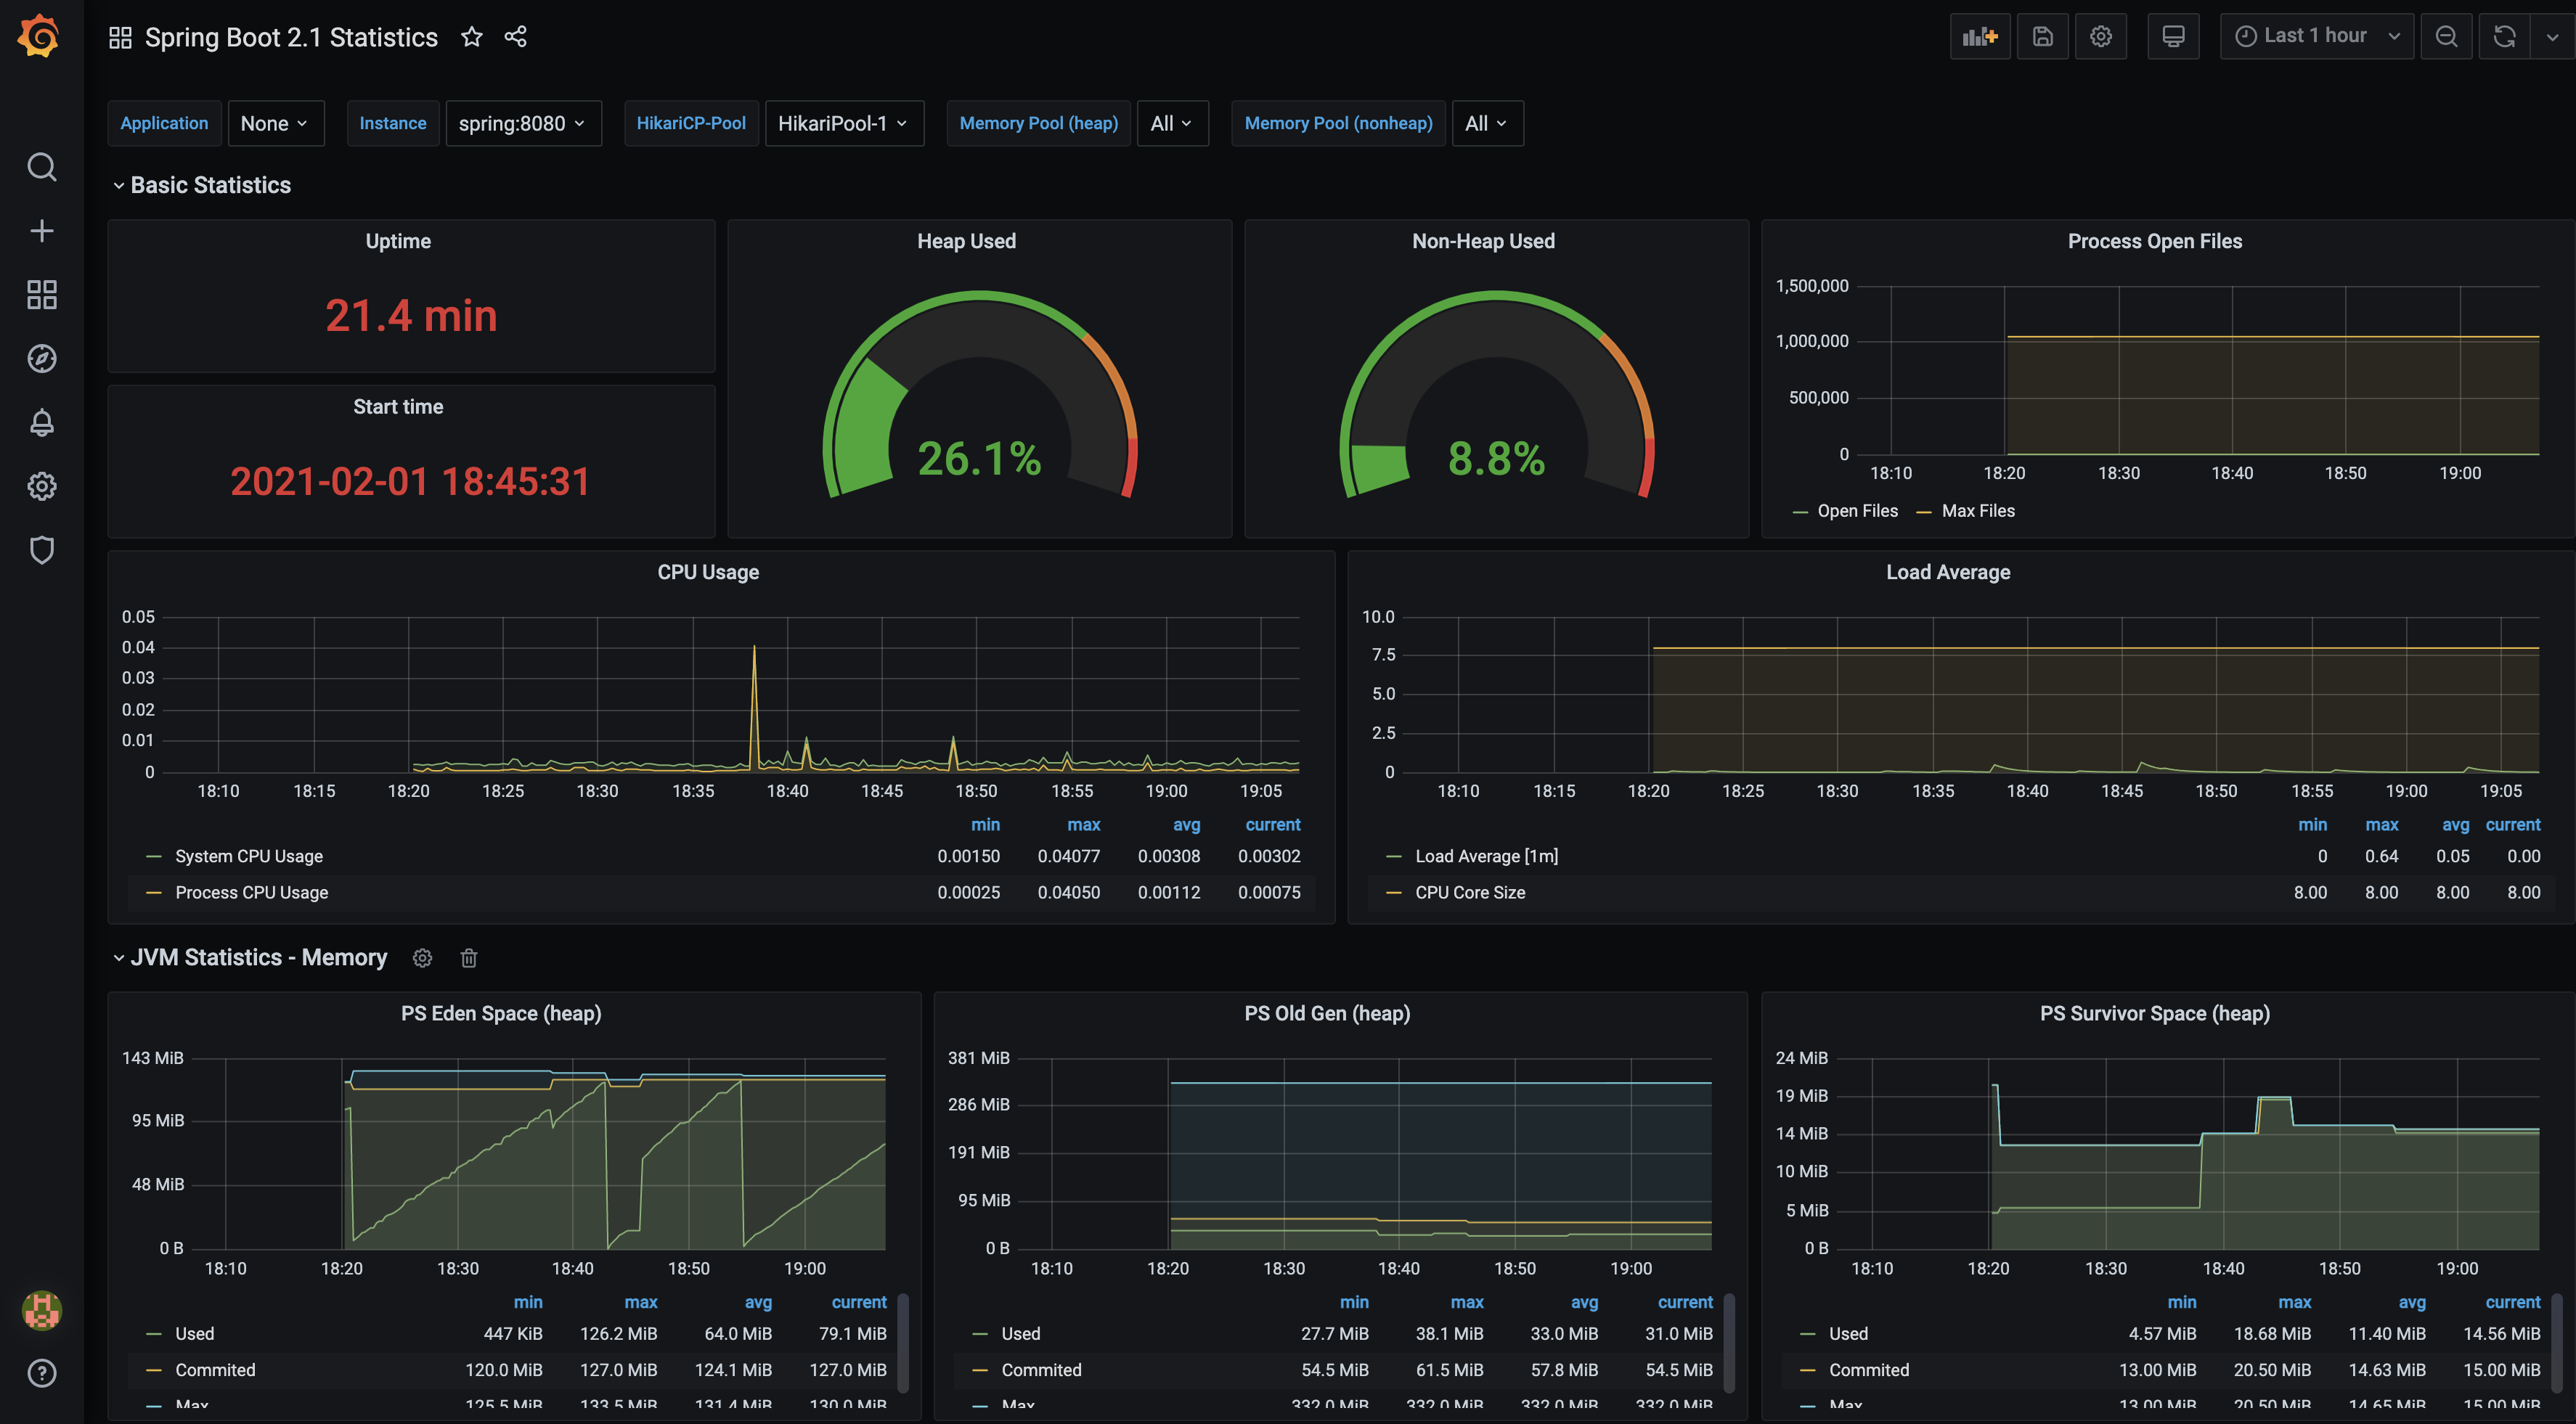 Spring Boot 2.1 Statistics
Last 1 hour
Application None Instance spring:8080 HikariCP-Pool HikariPool-1 Memory Pool (heap) All Memory Pool (nonheap) All
Basic Statistics
Uptime
21.4 min
Start time
2021-02-01 18:45:31
Heap Used
26.1%
Non-Heap Used
8.8%
Process Open Files
1,500,000
1,000,000
500,000
0
18:10 18:20 18:30 18:40 18:50 19:00
Open Files Max Files
CPU Usage
0.05
0.04
0.03
0.02
0.01
0
18:10 18:15 18:20 18:25 18:30 18:35 18:40 18:45 18:50 18:55 19:00 19:05
min max avg current
System CPU Usage 0.00150 0.04077 0.00308 0.00302
Process CPU Usage 0.00025 0.04050 0.00112 0.00075
Load Average
10.0
7.5
5.0
2.5
0
18:10 18:15 18:20 18:25 18:30 18:35 18:40 18:45 18:50 18:55 19:00 19:05
min max avg current
Load Average [1m] 0 0.64 0.05 0.00
CPU Core Size 8.00 8.00 8.00 8.00
JVM Statistics - Memory
PS Eden Space (heap)
143 MiB
95 MiB
48 MiB
0 B
18:10 18:20 18:30 18:40 18:50 19:00
min max avg current
Used 447 KiB 126.2 MiB 64.0 MiB 79.1 MiB
Commited 120.0 MiB 127.0 MiB 124.1 MiB 127.0 MiB
Max 125.5 MiB 133.5 MiB 131.4 MiB 130.0 MiB
PS Old Gen (heap)
381 MiB
286 MiB
191 MiB
95 MiB
0 B
18:10 18:20 18:30 18:40 18:50 19:00
min max avg current
Used 27.7 MiB 38.1 MiB 33.0 MiB 31.0 MiB
Commited 54.5 MiB 61.5 MiB 57.8 MiB 54.5 MiB
Max 332.0 MiB 332.0 MiB 332.0 MiB 332.0 MiB
PS Survivor Space (heap)
24 MiB
19 MiB
14 MiB
10 MiB
5 MiB
0 B
18:10 18:20 18:30 18:40 18:50 19:00
min max avg current
Used 4.57 MiB 18.68 MiB 11.40 MiB 14.56 MiB
Commited 13.00 MiB 20.50 MiB 14.63 MiB 15.00 MiB
Max 13.00 MiB 20.50 MiB 14.65 MiB 15.00 MiB